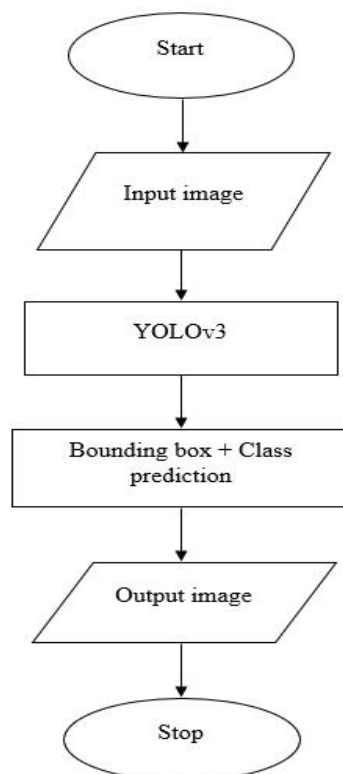 Start
Input image
YOLOv3
Bounding box + Class
prediction
Output image
Stop